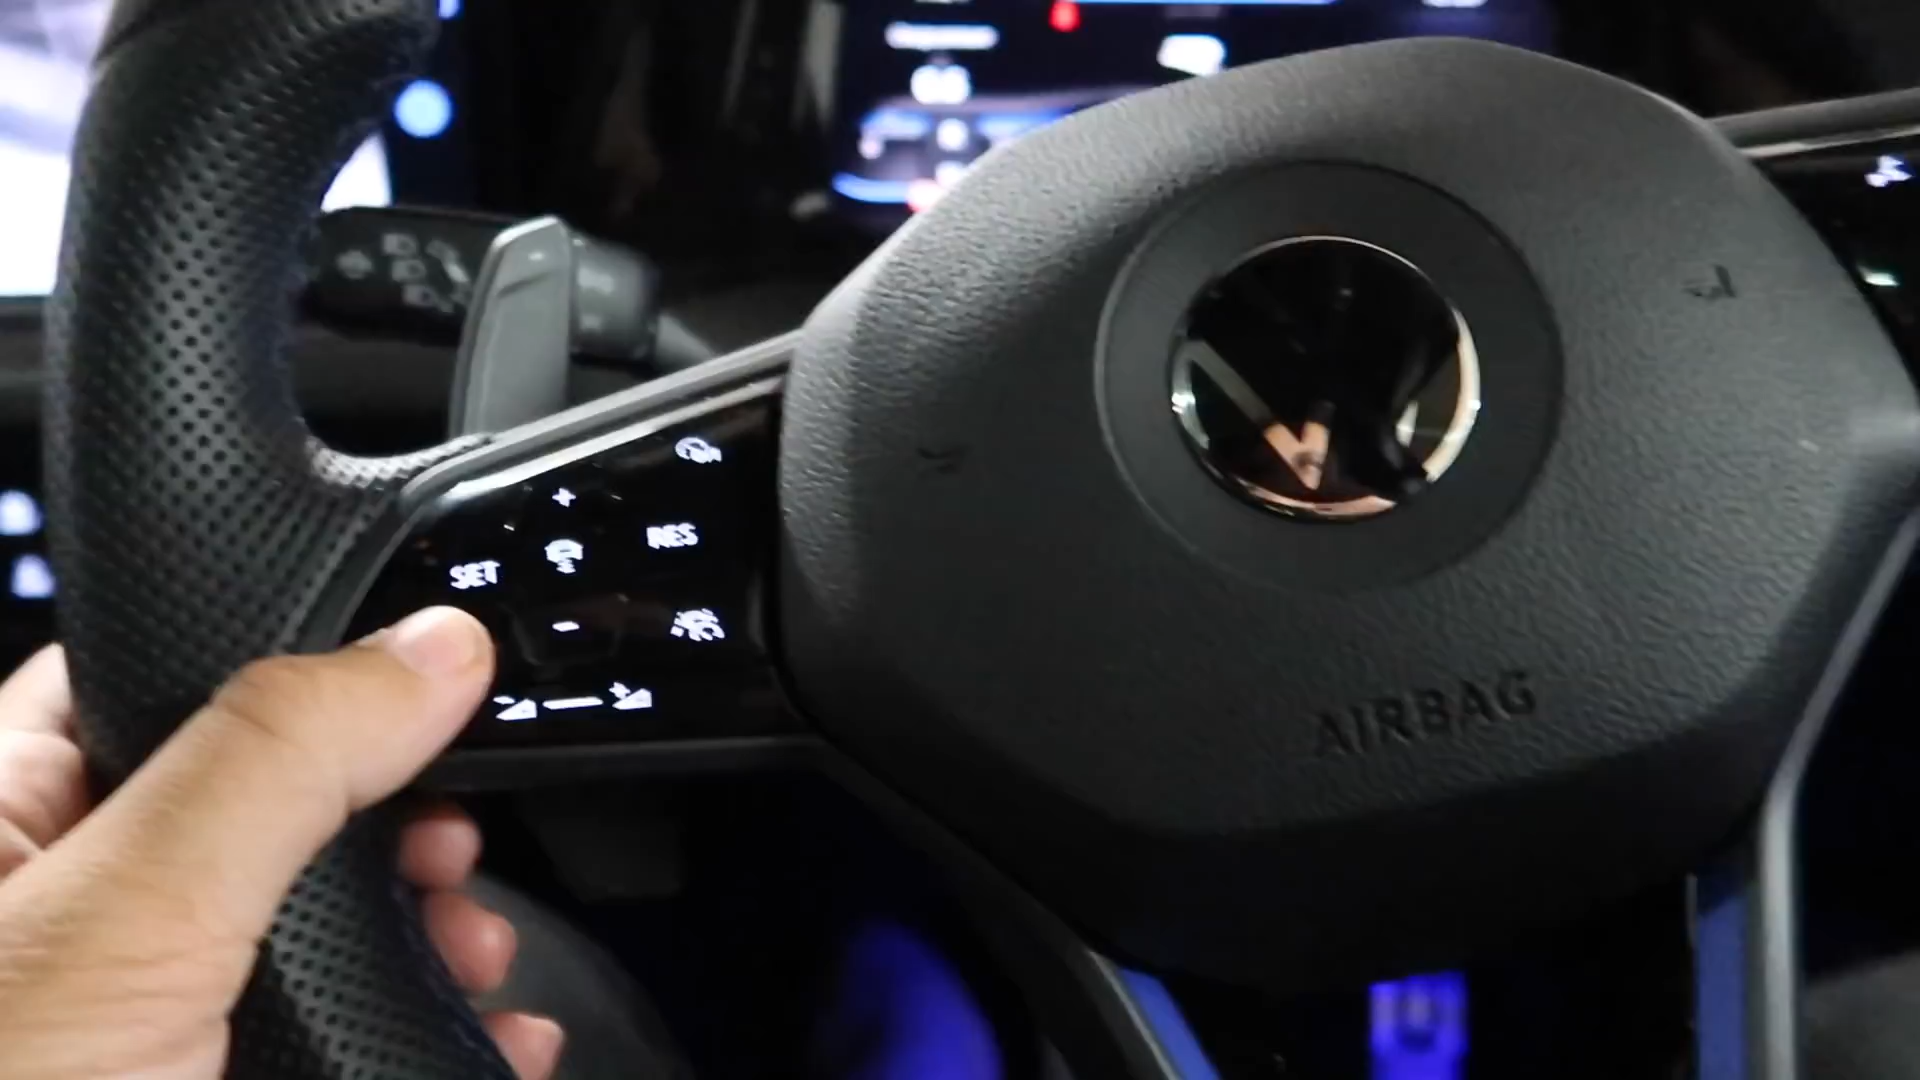 +
RES
SET
-
AIRBAG